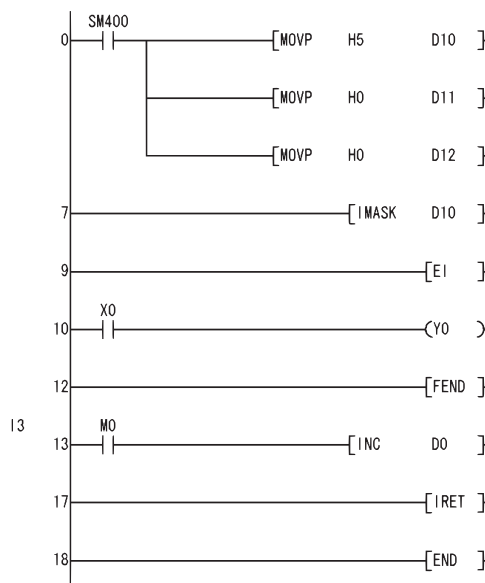 SM400
0 [MOVP H5 D10 ]
[MOVP H0 D11 ]
[MOVP H0 D12 ]
7 [IMASK D10 ]
9 [EI ]
X0
10 (Y0 )
12 [FEND ]
I3 M0
13 [INC D0 ]
17 [IRET ]
18 [END ]